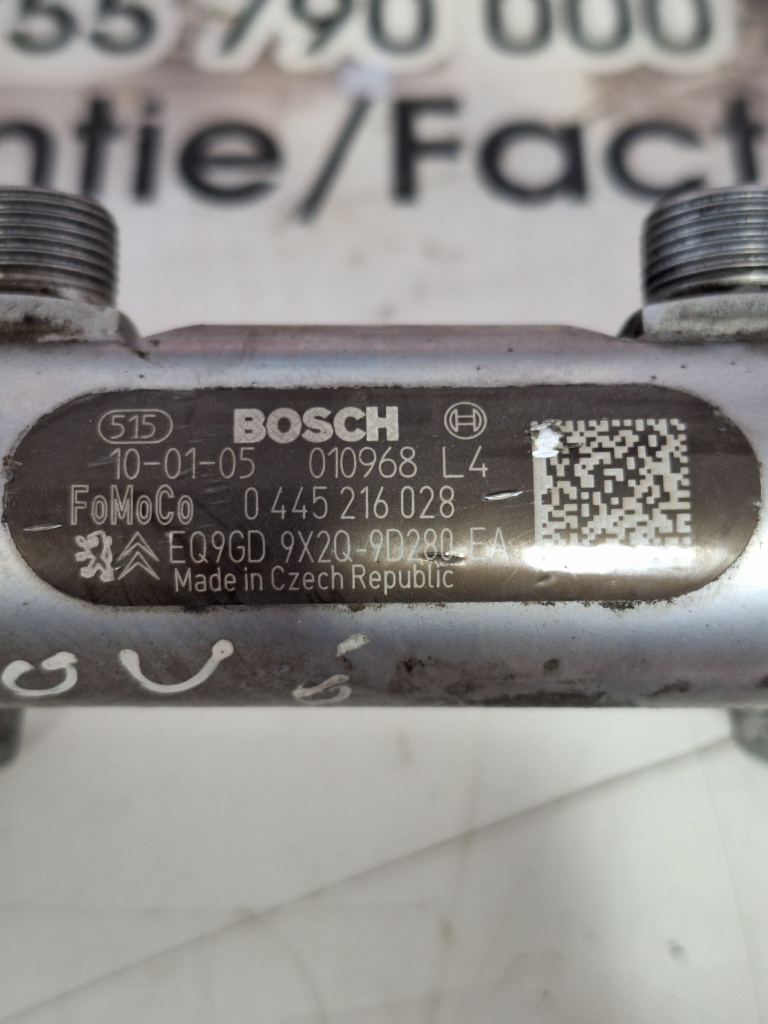 55 790 000
ntie/Fact
515 BOSCH
10-01-05 010968 L4
FoMoCo 0 445 216 028
EQ9GD 9X2Q-9D280 EA
Made in Czech Republic